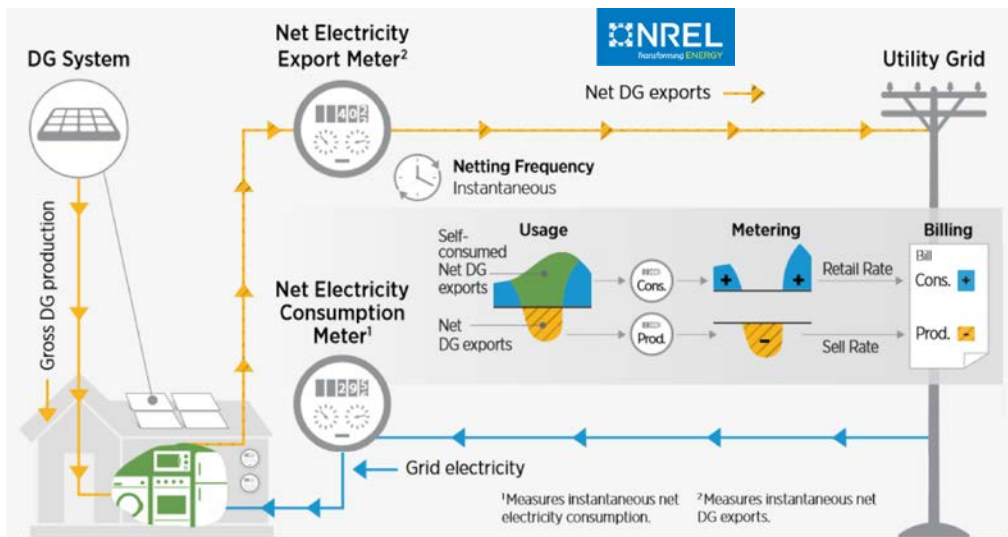 DG System
Net Electricity
Export Meter²
NREL
Transforming ENERGY
Utility Grid
Net DG exports
Netting Frequency
Instantaneous
Gross DG production
Net Electricity
Consumption
Meter¹
Usage
Metering
Billing
Self-
consumed
Net DG
exports
Net
DG exports
Cons.
Prod.
+
+
-
Retail Rate
Sell Rate
Bill
Cons. +
Prod. -
Grid electricity
¹Measures instantaneous net
electricity consumption.
²Measures instantaneous net
DG exports.